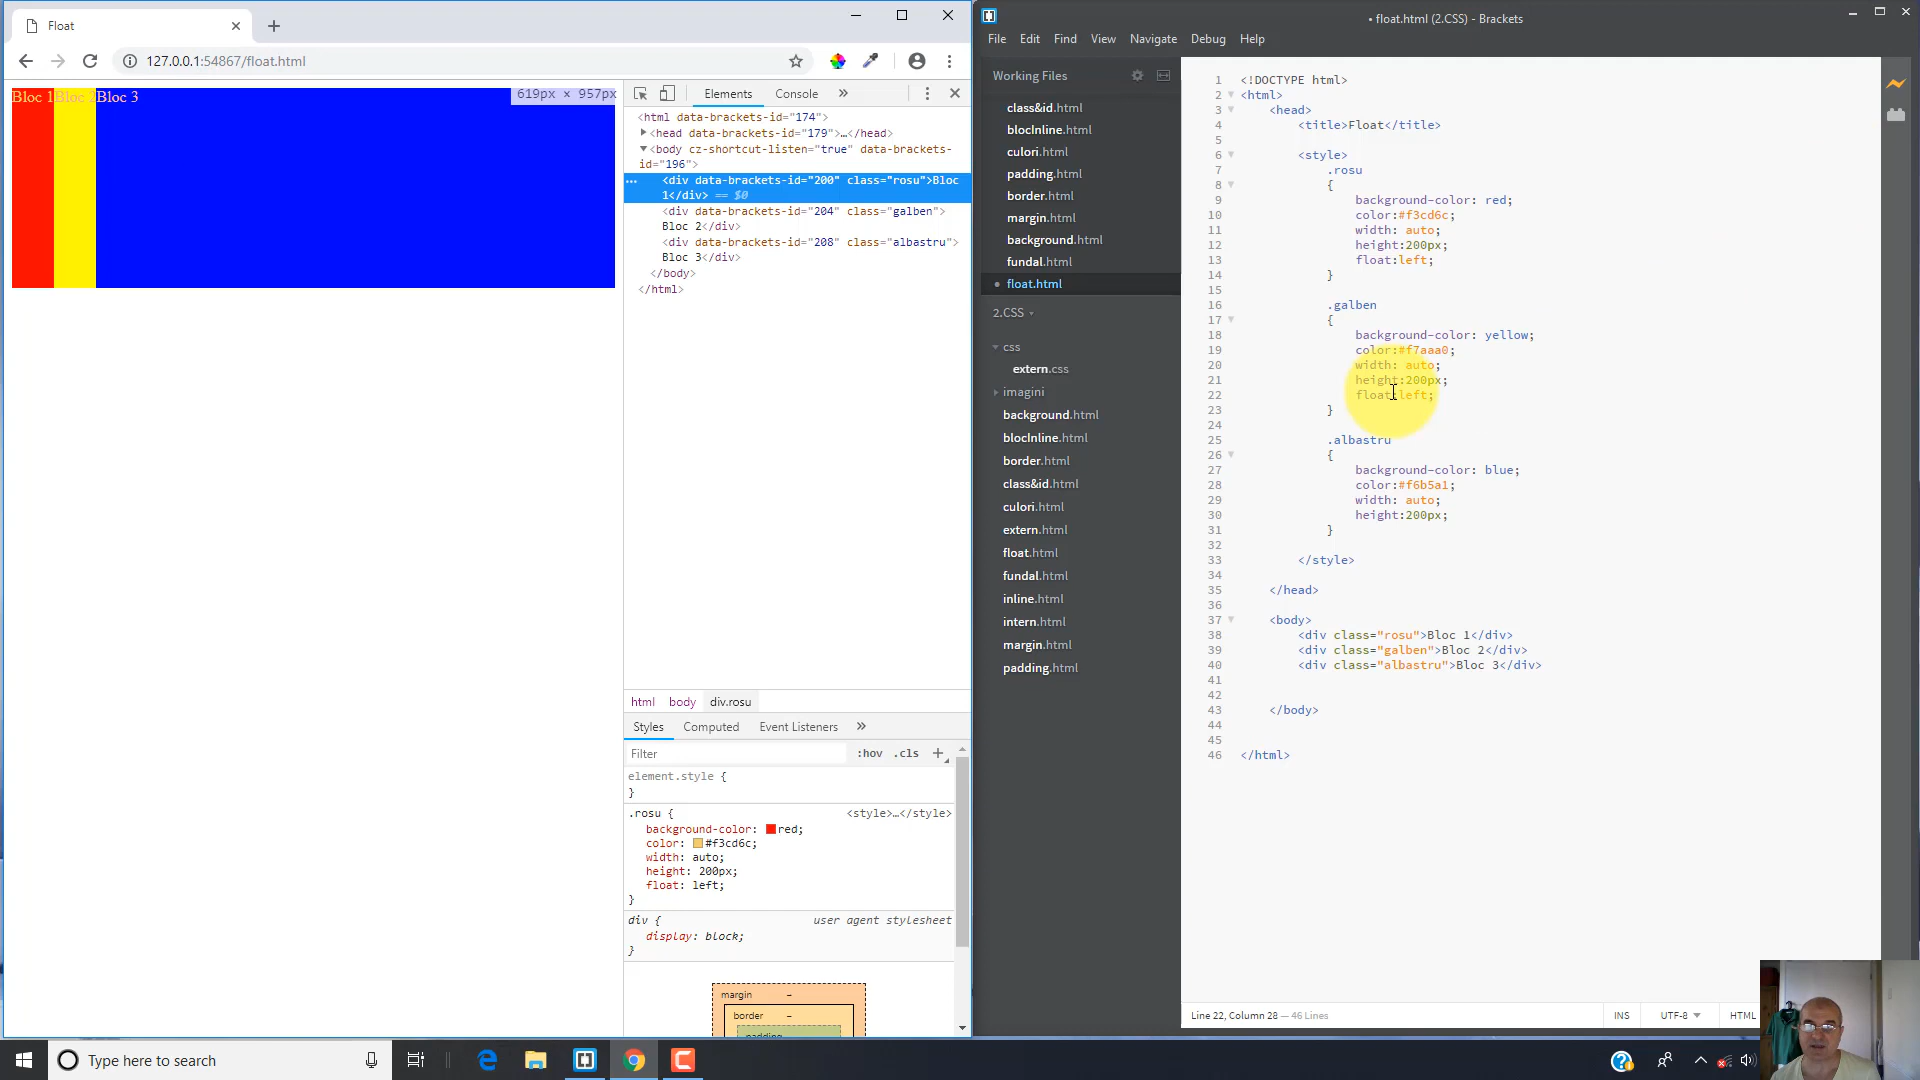 Float
127.0.0.1:54867/float.html
Bloc 1
Bloc 2
Bloc 3
619px × 957px
Elements
Console
<html data-brackets-id="174">
<head data-brackets-id="179">…</head>
<body cz-shortcut-listen="true" data-brackets-
id="196">
<div data-brackets-id="200" class="rosu">Bloc
1</div> == $0
<div data-brackets-id="204" class="galben">
Bloc 2</div>
<div data-brackets-id="208" class="albastru">
Bloc 3</div>
</body>
</html>
html body div.rosu
Styles Computed Event Listeners
Filter
:hov .cls +
element.style {
}
.rosu { <style>…</style>
background-color: red;
color: #f3cd6c;
width: auto;
height: 200px;
float: left;
}
div { user agent stylesheet
display: block;
}
margin –
border –
padding
• float.html (2.CSS) - Brackets
File Edit Find View Navigate Debug Help
Working Files
class&id.html
blocInline.html
culori.html
padding.html
border.html
margin.html
background.html
fundal.html
float.html
2.CSS
css
extern.css
imagini
background.html
blocInline.html
border.html
class&id.html
culori.html
extern.html
float.html
fundal.html
inline.html
intern.html
margin.html
padding.html
1 <!DOCTYPE html>
2 <html>
3 <head>
4 <title>Float</title>
5
6 <style>
7 .rosu
8 {
9 background-color: red;
10 color:#f3cd6c;
11 width: auto;
12 height:200px;
13 float:left;
14 }
15
16 .galben
17 {
18 background-color: yellow;
19 color:#f7aaa0;
20 width: auto;
21 height:200px;
22 float:left;
23 }
24
25 .albastru
26 {
27 background-color: blue;
28 color:#f6b5a1;
29 width: auto;
30 height:200px;
31 }
32
33 </style>
34
35 </head>
36
37 <body>
38 <div class="rosu">Bloc 1</div>
39 <div class="galben">Bloc 2</div>
40 <div class="albastru">Bloc 3</div>
41
42
43 </body>
44
45
46 </html>
Line 22, Column 28 — 46 Lines
INS
UTF-8
HTML
Type here to search